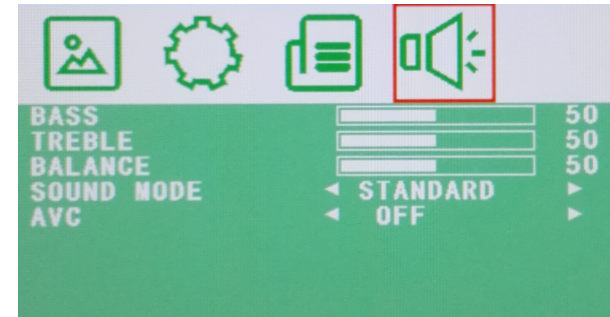 BASS 50
TREBLE 50
BALANCE 50
SOUND MODE ◄ STANDARD ►
AVC ◄ OFF ►